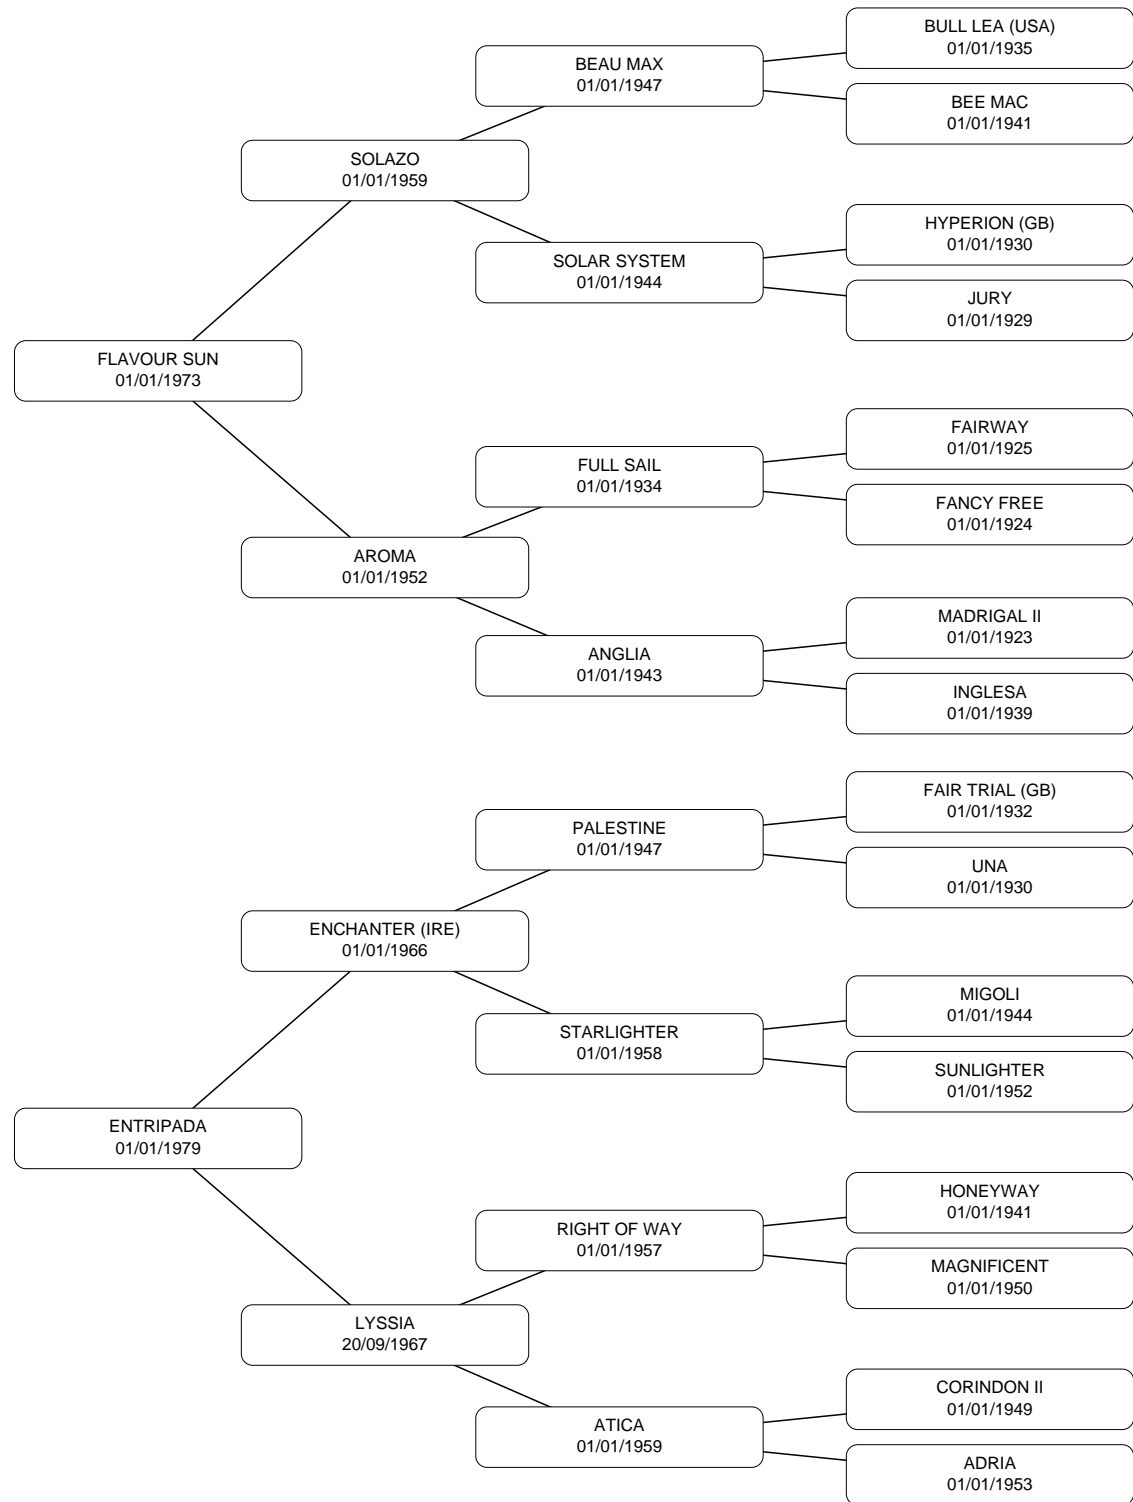 BULL LEA (USA)
01/01/1935
BEAU MAX
01/01/1947
BEE MAC
01/01/1941
SOLAZO
01/01/1959
HYPERION (GB)
01/01/1930
SOLAR SYSTEM
01/01/1944
JURY
01/01/1929
FLAVOUR SUN
01/01/1973
FAIRWAY
01/01/1925
FULL SAIL
01/01/1934
FANCY FREE
01/01/1924
AROMA
01/01/1952
MADRIGAL II
01/01/1923
ANGLIA
01/01/1943
INGLESA
01/01/1939
FAIR TRIAL (GB)
01/01/1932
PALESTINE
01/01/1947
UNA
01/01/1930
ENCHANTER (IRE)
01/01/1966
MIGOLI
01/01/1944
STARLIGHTER
01/01/1958
SUNLIGHTER
01/01/1952
ENTRIPADA
01/01/1979
HONEYWAY
01/01/1941
RIGHT OF WAY
01/01/1957
MAGNIFICENT
01/01/1950
LYSSIA
20/09/1967
CORINDON II
01/01/1949
ATICA
01/01/1959
ADRIA
01/01/1953